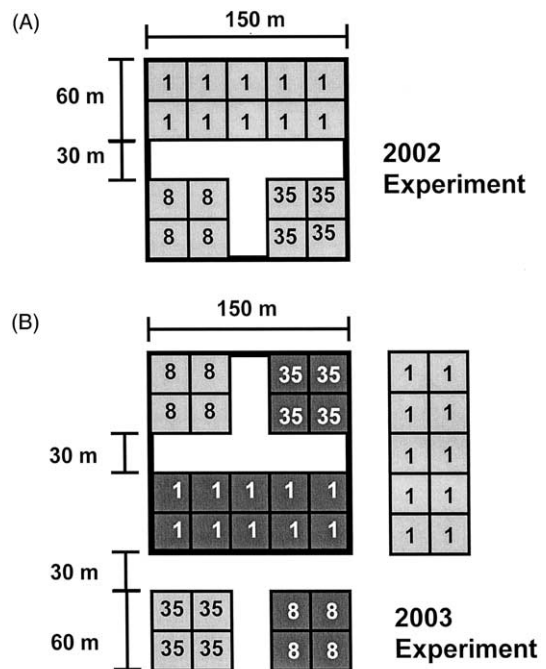 (A)
150 m
60 m
1 1 1 1 1
1 1 1 1 1
30 m
2002
Experiment
8 8 35 35
8 8 35 35
(B)
150 m
8 8 35 35 1 1
8 8 35 35 1 1
30 m
1 1
1 1 1 1 1 1 1
1 1 1 1 1 1 1
30 m
35 35 8 8
60 m
35 35 8 8
2003
Experiment